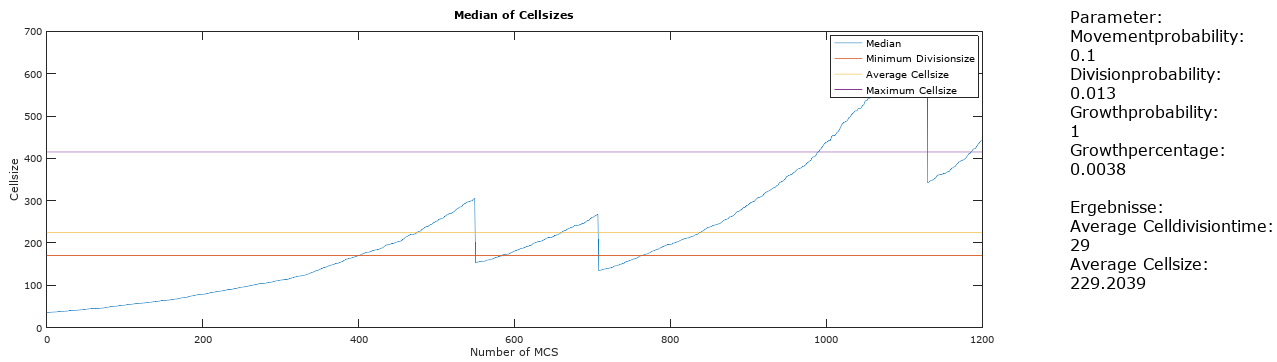 Median of Cellsizes
700
600
500
400
300
200
100
0
Cellsize
0
200
400
600
800
1000
1200
Number of MCS
Median
Minimum Divisionsize
Average Cellsize
Maximum Cellsize
Parameter:
Movementprobability:
0.1
Divisionprobability:
0.013
Growthprobability:
1
Growthpercentage:
0.0038
Ergebnisse:
Average Celldivisiontime:
29
Average Cellsize:
229.2039